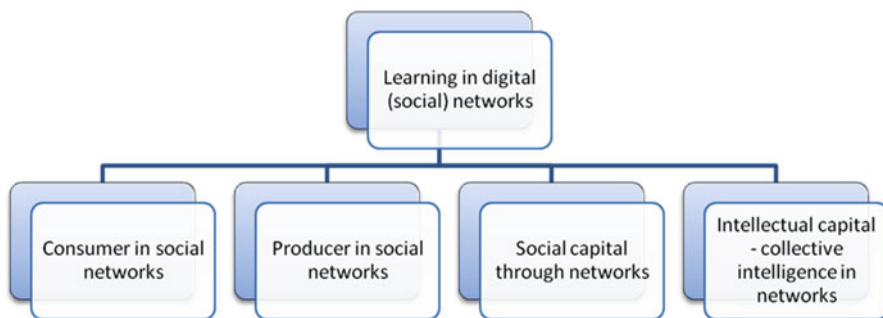 Learning in digital
(social) networks
Consumer in social
networks
Producer in social
networks
Social capital
through networks
Intellectual capital
- collective
intelligence in
networks